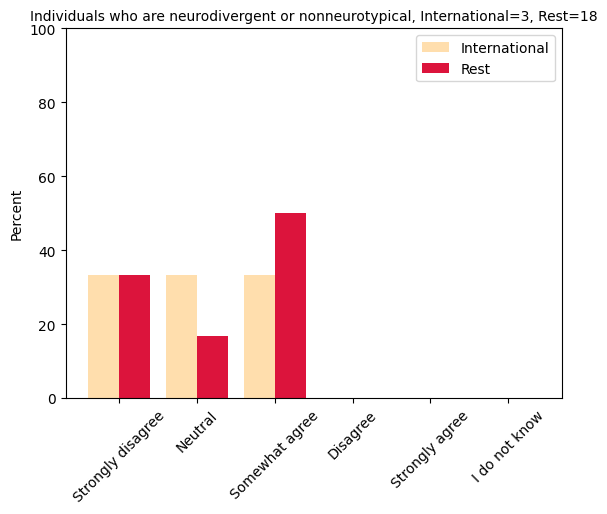 Individuals who are neurodivergent or nonneurotypical, International=3, Rest=18
International
Rest
Percent
100
80
60
40
20
0
Strongly disagree
Neutral
Somewhat agree
Disagree
Strongly agree
I do not know